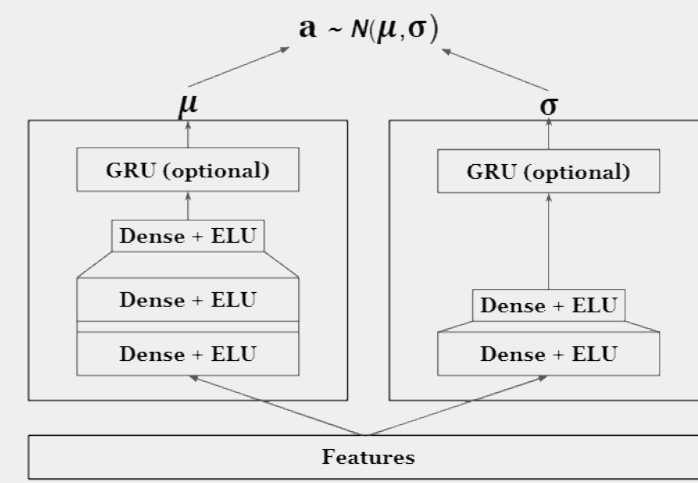 a ~ N(μ,σ)
μ
σ
GRU (optional)
GRU (optional)
Dense + ELU
Dense + ELU
Dense + ELU
Dense + ELU
Dense + ELU
Features